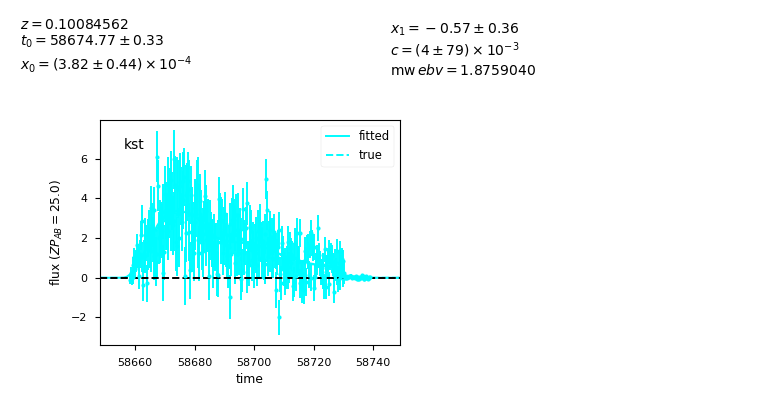 z = 0.10084562
t₀ = 58674.77 ± 0.33
x₀ = (3.82 ± 0.44) × 10⁻⁴
x₁ = −0.57 ± 0.36
c = (4 ± 79) × 10⁻³
mw ebv = 1.8759040
kst
fitted
true
6
4
2
0
−2
flux (ZP_AB = 25.0)
58660 58680 58700 58720 58740
time